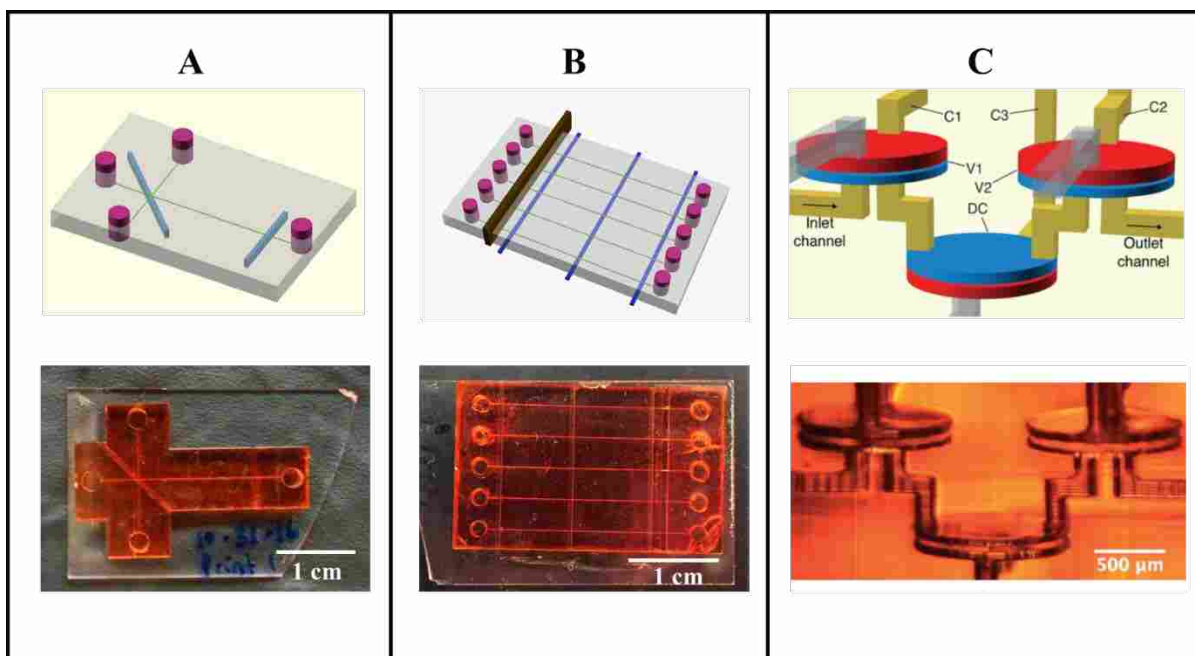 A
B
C
C1
C3
C2
V1
V2
DC
Inlet
channel
Outlet
channel
1 cm
1 cm
500 µm